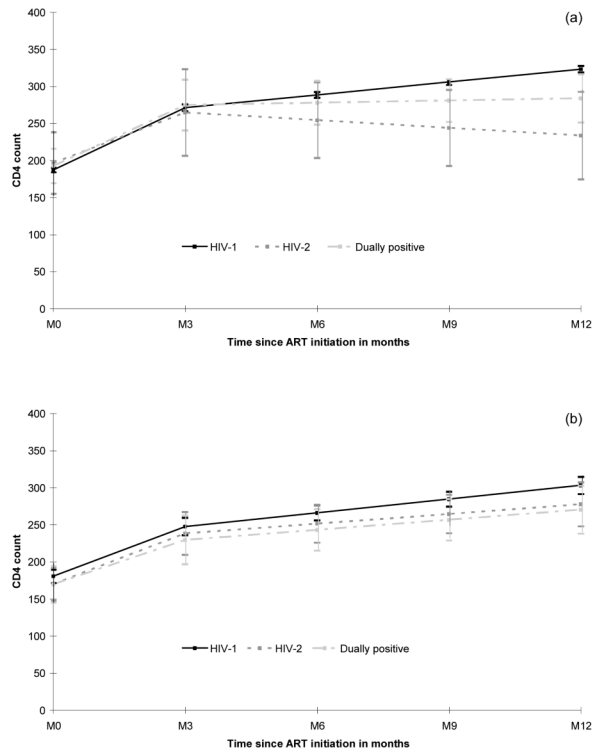 (a)
400
350
300
250
200
150
100
50
0
CD4 count
HIV-1 HIV-2 Dually positive
M0 M3 M6 M9 M12
Time since ART initiation in months
(b)
400
350
300
250
200
150
100
50
0
CD4 count
HIV-1 HIV-2 Dually positive
M0 M3 M6 M9 M12
Time since ART initiation in months